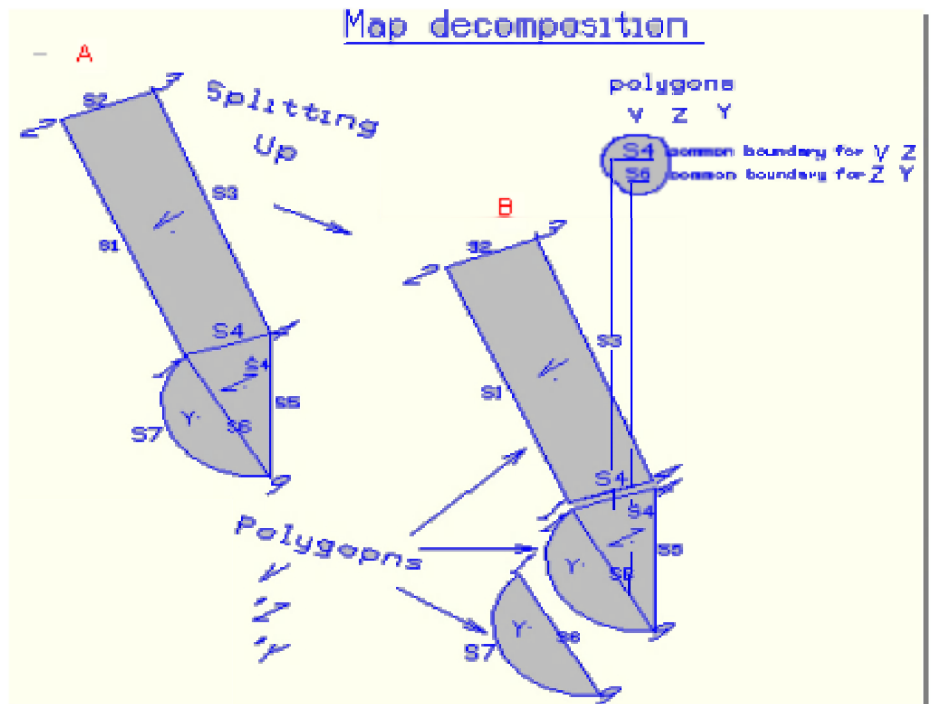 Map decomposition
A
S2
Splitting
Up
S3
S1
S4
S4
S5
Y
S6
S7
polygons
V Z Y
S4 common boundary for V Z
S6 common boundary for Z Y
B
S2
S3
S1
S4
S4
S5
Y
S6
Polygopns
Y
S6
S7